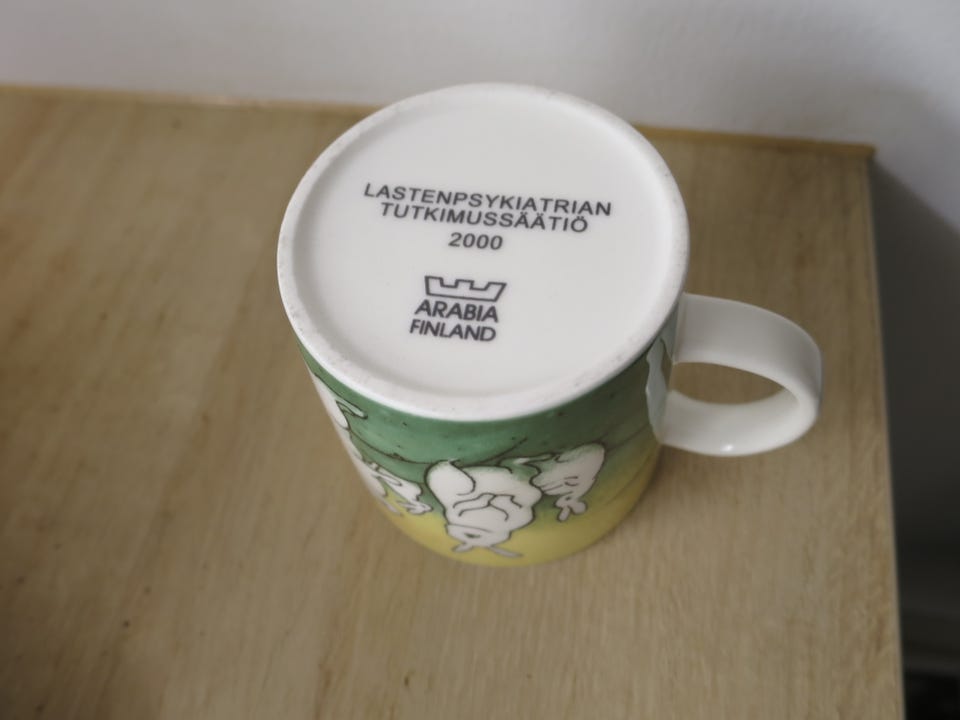 LASTENPSYKIATRIAN
TUTKIMUSSÄÄTIÖ
2000
ARABIA
FINLAND